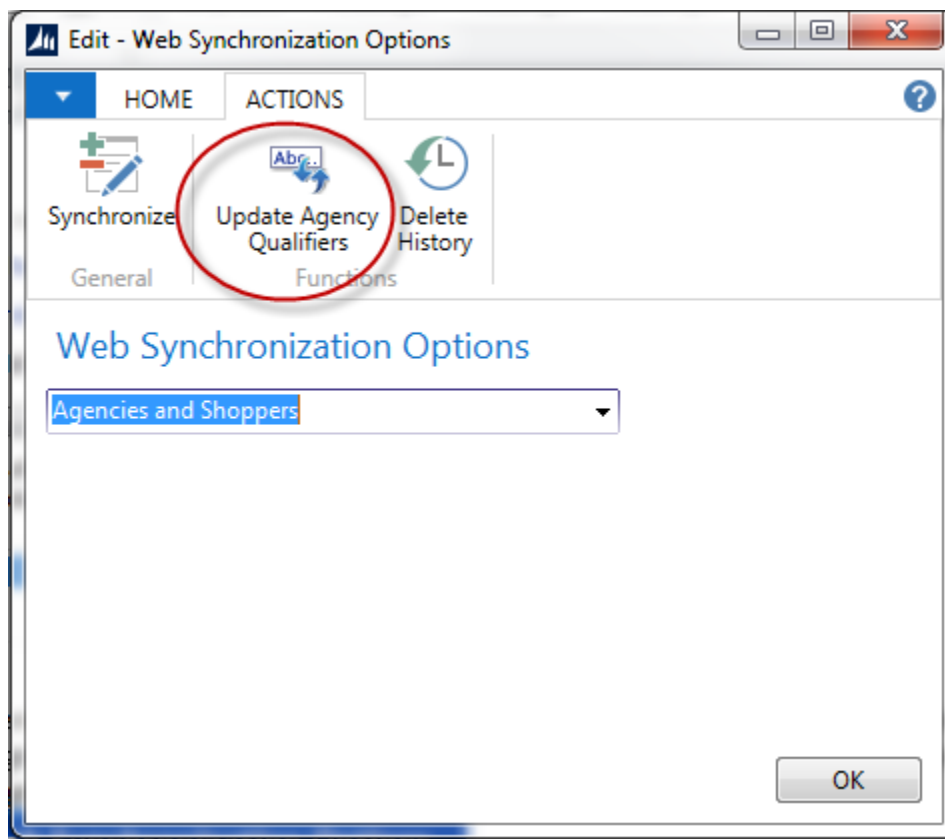 Edit - Web Synchronization Options
HOME
ACTIONS
?
Abc..
Synchronize
Update Agency
Qualifiers
Delete
History
General
Functions
Web Synchronization Options
Agencies and Shoppers
OK